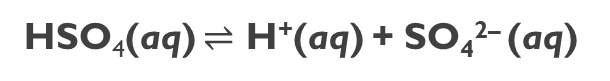 HSO₄(aq) ⇌ H⁺(aq) + SO₄²⁻ (aq)